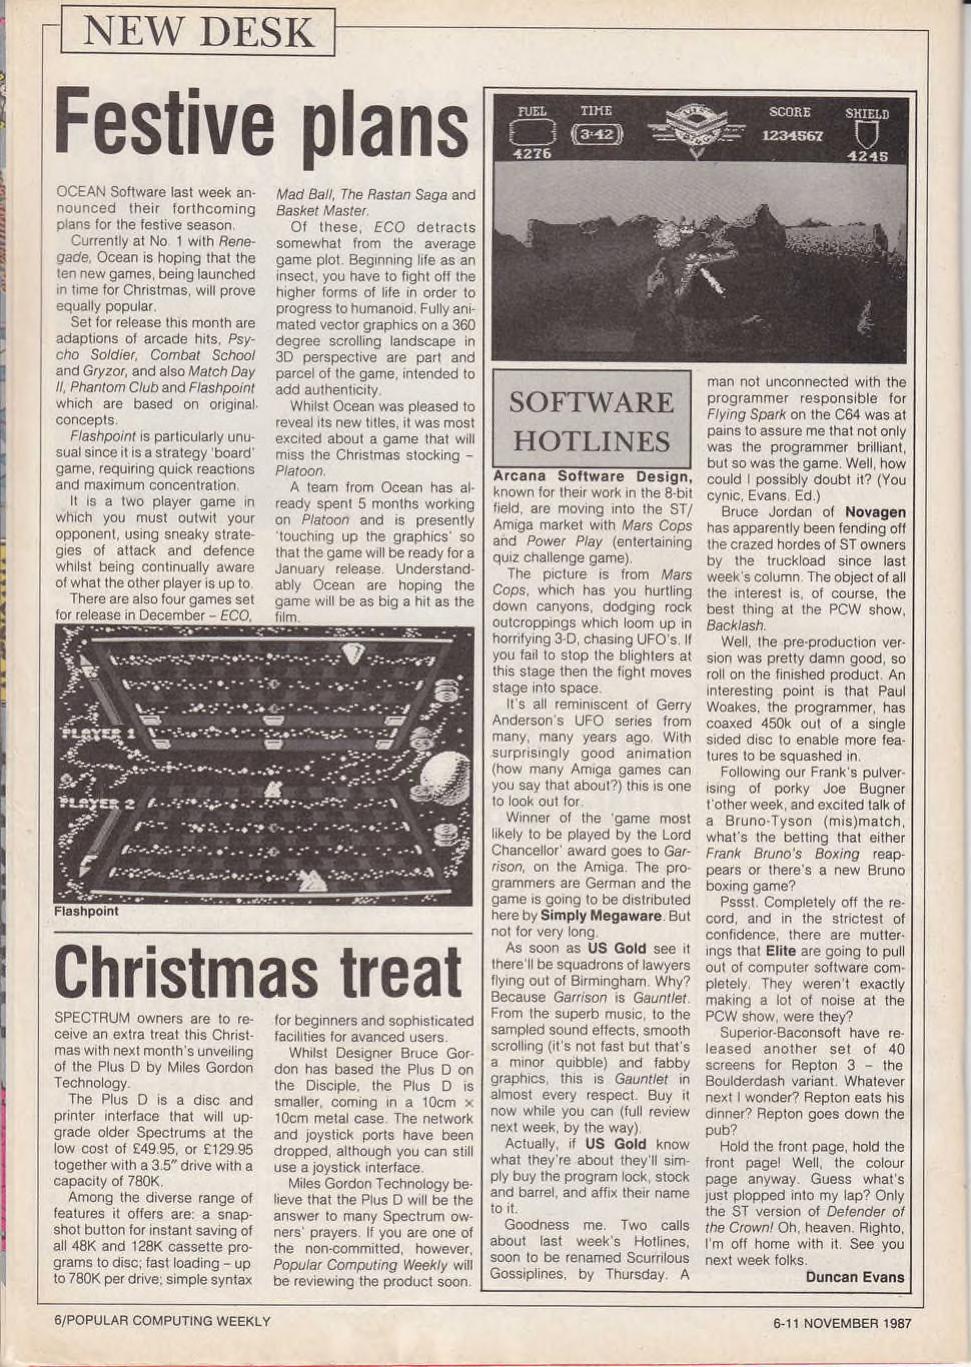 NEW DESK
Festive plans
OCEAN Software last week an-
nounced their forthcoming
plans for the festive season.
Currently at No. 1 with Rene-
gade, Ocean is hoping that the
ten new games, being launched
in time for Christmas, will prove
equally popular.
Set for release this month are
adaptions of arcade hits, Psy-
cho Soldier, Combat School
and Gryzor, and also Match Day
II, Phantom Club and Flashpoint
which are based on original
concepts.
Flashpoint is particularly unu-
sual since it is a strategy 'board'
game, requiring quick reactions
and maximum concentration.
It is a two player game in
which you must outwit your
opponent, using sneaky strate-
gies of attack and defence
whilst being continually aware
of what the other player is up to.
There are also four games set
for release in December – ECO,
Mad Ball, The Rastan Saga and
Basket Master.
Of these, ECO detracts
somewhat from the average
game plot. Beginning life as an
insect, you have to fight off the
higher forms of life in order to
progress to humanoid. Fully ani-
mated vector graphics on a 360
degree scrolling landscape in
3D perspective are part and
parcel of the game, intended to
add authenticity.
Whilst Ocean was pleased to
reveal its new titles, it was most
excited about a game that will
miss the Christmas stocking –
Platoon.
A team from Ocean has al-
ready spent 5 months working
on Platoon and is presently
'touching up the graphics' so
that the game will be ready for a
January release. Understand-
ably Ocean are hoping the
game will be as big a hit as the
film.
PLAYER 1
PLAYER 2
Flashpoint
Christmas treat
SPECTRUM owners are to re-
ceive an extra treat this Christ-
mas with next month's unveiling
of the Plus D by Miles Gordon
Technology.
The Plus D is a disc and
printer interface that will up-
grade older Spectrums at the
low cost of £49.95, or £129.95
together with a 3.5" drive with a
capacity of 780K.
Among the diverse range of
features it offers are: a snap-
shot button for instant saving of
all 48K and 128K cassette pro-
grams to disc; fast loading – up
to 780K per drive; simple syntax
for beginners and sophisticated
facilities for avanced users.
Whilst Designer Bruce Gor-
don has based the Plus D on
the Disciple, the Plus D is
smaller, coming in a 10cm ×
10cm metal case. The network
and joystick ports have been
dropped, although you can still
use a joystick interface.
Miles Gordon Technology be-
lieve that the Plus D will be the
answer to many Spectrum ow-
ners' prayers. If you are one of
the non-committed, however,
Popular Computing Weekly will
be reviewing the product soon.
FUEL TIME SCORE SHIELD
3-42 1234567
4276 4245
SOFTWARE
HOTLINES
Arcana Software Design,
known for their work in the 8-bit
field, are moving into the ST/
Amiga market with Mars Cops
and Power Play (entertaining
quiz challenge game).
The picture is from Mars
Cops, which has you hurtling
down canyons, dodging rock
outcroppings which loom up in
horrifying 3-D, chasing UFO's. If
you fail to stop the blighters at
this stage then the fight moves
stage into space.
It's all reminiscent of Gerry
Anderson's UFO series from
many, many years ago. With
surprisingly good animation
(how many Amiga games can
you say that about?) this is one
to look out for.
Winner of the 'game most
likely to be played by the Lord
Chancellor' award goes to Gar-
rison, on the Amiga. The pro-
grammers are German and the
game is going to be distributed
here by Simply Megaware. But
not for very long.
As soon as US Gold see it
there'll be squadrons of lawyers
flying out of Birmingham. Why?
Because Garrison is Gauntlet.
From the superb music, to the
sampled sound effects, smooth
scrolling (it's not fast but that's
a minor quibble) and fabby
graphics, this is Gauntlet in
almost every respect. Buy it
now while you can (full review
next week, by the way).
Actually, if US Gold know
what they're about they'll sim-
ply buy the program lock, stock
and barrel, and affix their name
to it.
Goodness me. Two calls
about last week's Hotlines,
soon to be renamed Scurrilous
Gossiplines, by Thursday. A
man not unconnected with the
programmer responsible for
Flying Spark on the C64 was at
pains to assure me that not only
was the programmer brilliant,
but so was the game. Well, how
could I possibly doubt it? (You
cynic, Evans. Ed.)
Bruce Jordan of Novagen
has apparently been fending off
the crazed hordes of ST owners
by the truckload since last
week's column. The object of all
the interest is, of course, the
best thing at the PCW show,
Backlash.
Well, the pre-production ver-
sion was pretty damn good, so
roll on the finished product. An
interesting point is that Paul
Woakes, the programmer, has
coaxed 450k out of a single
sided disc to enable more fea-
tures to be squashed in.
Following our Frank's pulver-
ising of porky Joe Bugner
t'other week, and excited talk of
a Bruno-Tyson (mis)match,
what's the betting that either
Frank Bruno's Boxing reap-
pears or there's a new Bruno
boxing game?
Pssst. Completely off the re-
cord, and in the strictest of
confidence, there are mutter-
ings that Elite are going to pull
out of computer software com-
pletely. They weren't exactly
making a lot of noise at the
PCW show, were they?
Superior-Baconsoft have re-
leased another set of 40
screens for Repton 3 – the
Boulderdash variant. Whatever
next I wonder? Repton eats his
dinner? Repton goes down the
pub?
Hold the front page, hold the
front page! Well, the colour
page anyway. Guess what's
just plopped into my lap? Only
the ST version of Defender of
the Crown! Oh, heaven. Righto,
I'm off home with it. See you
next week folks.
Duncan Evans
6/POPULAR COMPUTING WEEKLY
6-11 NOVEMBER 1987